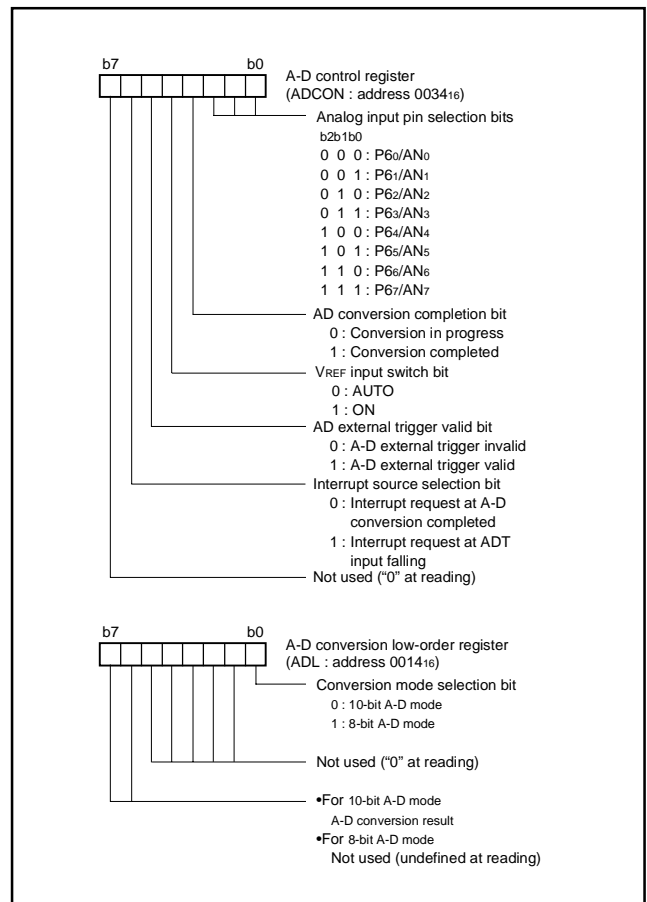 b7 b0
A-D control register
(ADCON : address 0034₁₆)
Analog input pin selection bits
b2b1b0
0 0 0 : P6₀/AN₀
0 0 1 : P6₁/AN₁
0 1 0 : P6₂/AN₂
0 1 1 : P6₃/AN₃
1 0 0 : P6₄/AN₄
1 0 1 : P6₅/AN₅
1 1 0 : P6₆/AN₆
1 1 1 : P6₇/AN₇
AD conversion completion bit
0 : Conversion in progress
1 : Conversion completed
VREF input switch bit
0 : AUTO
1 : ON
AD external trigger valid bit
0 : A-D external trigger invalid
1 : A-D external trigger valid
Interrupt source selection bit
0 : Interrupt request at A-D
conversion completed
1 : Interrupt request at ADT
input falling
Not used (“0” at reading)
b7 b0
A-D conversion low-order register
(ADL : address 0014₁₆)
Conversion mode selection bit
0 : 10-bit A-D mode
1 : 8-bit A-D mode
Not used (“0” at reading)
•For 10-bit A-D mode
A-D conversion result
•For 8-bit A-D mode
Not used (undefined at reading)